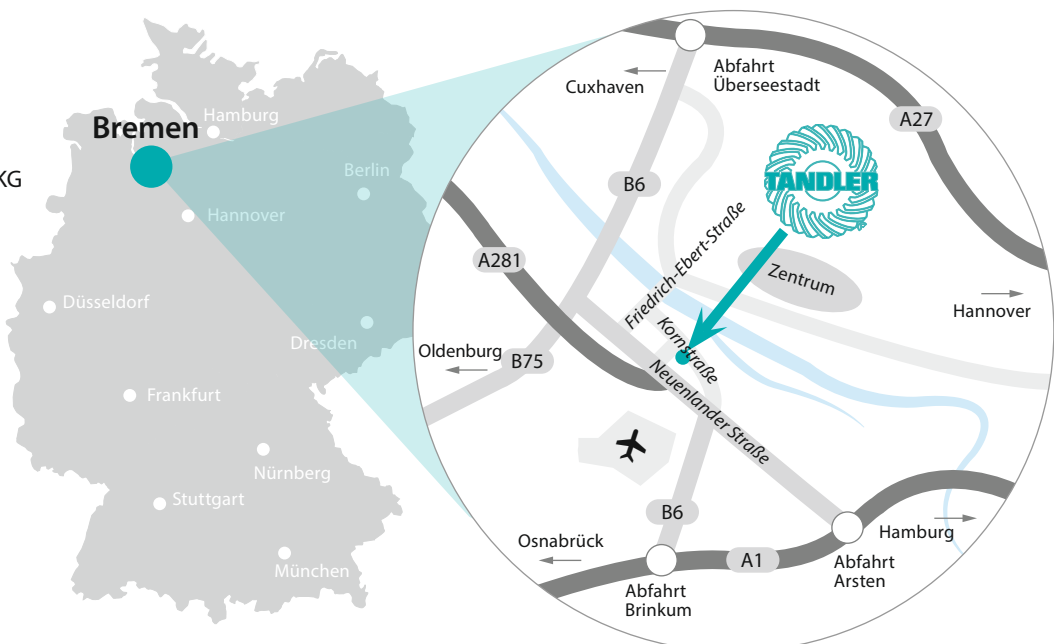 KG
Bremen
Hamburg
Berlin
Hannover
Düsseldorf
Dresden
Frankfurt
Nürnberg
Stuttgart
München
Cuxhaven
Abfahrt
Überseestadt
A27
B6
TANDLER
A281
Friedrich-Ebert-Straße
Zentrum
Hannover
Kornstraße
Oldenburg
B75
Neuenlander Straße
B6
Osnabrück
Hamburg
A1
Abfahrt
Arsten
Abfahrt
Brinkum